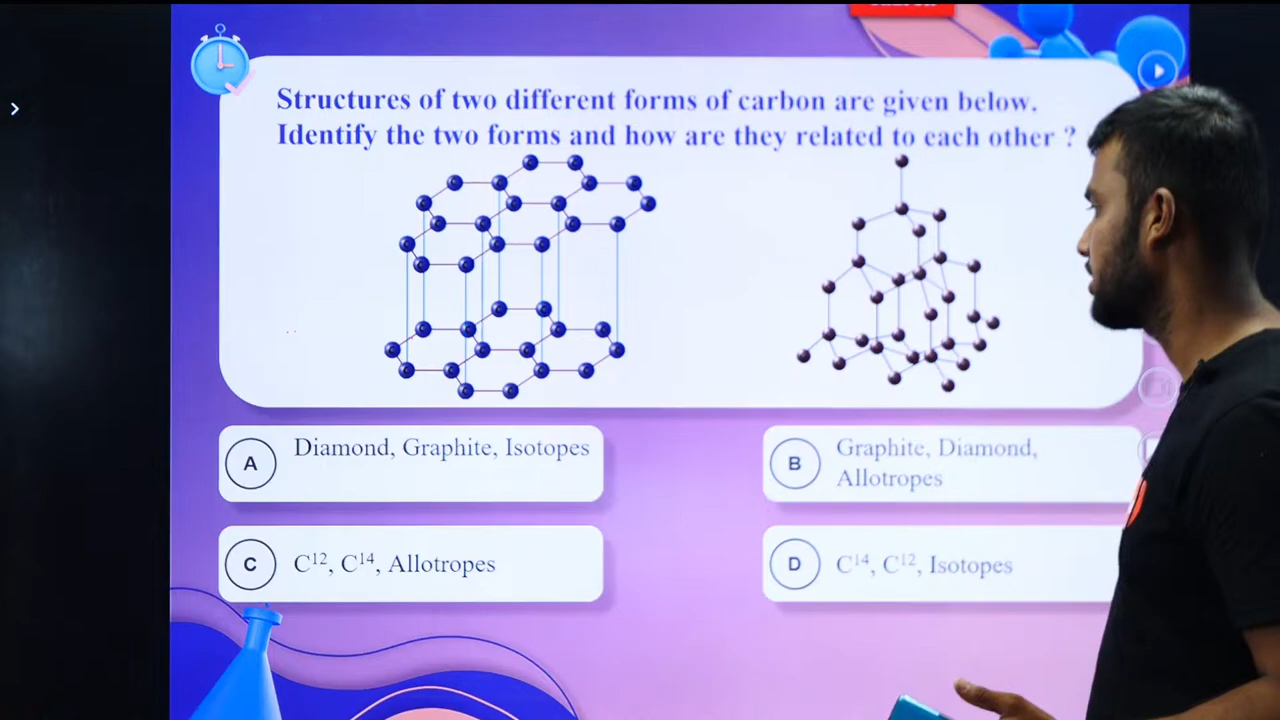 Structures of two different forms of carbon are given below.
Identify the two forms and how are they related to each other ?
A
Diamond, Graphite, Isotopes
B
Graphite, Diamond,
Allotropes
C
C¹², C¹⁴, Allotropes
D
C¹⁴, C¹², Isotopes